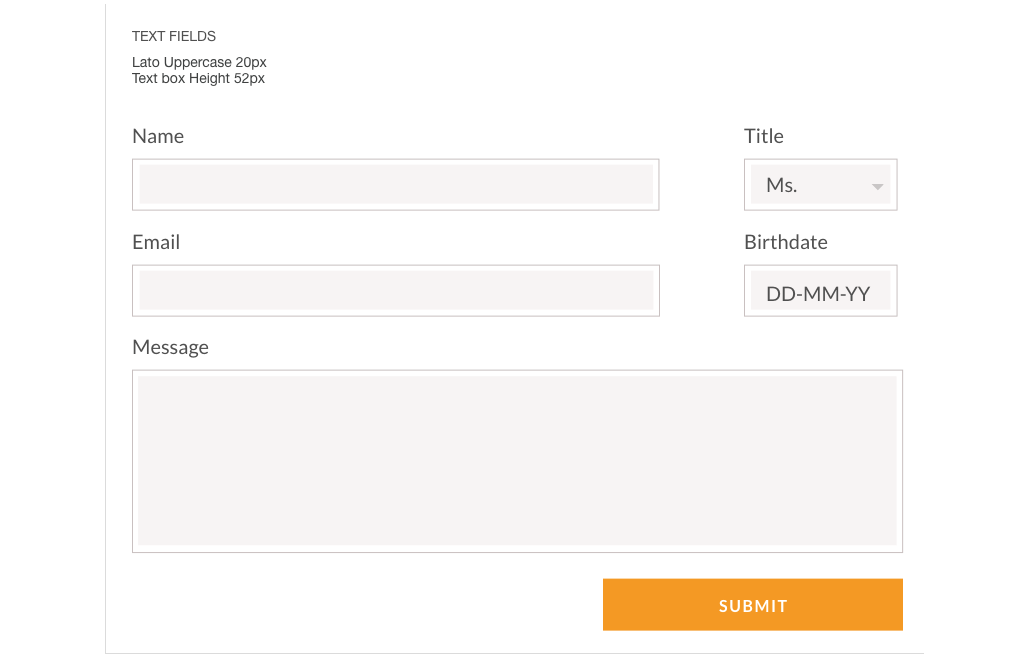 TEXT FIELDS
Lato Uppercase 20px
Text box Height 52px
Name
Title
Ms.
Email
Birthdate
DD-MM-YY
Message
SUBMIT